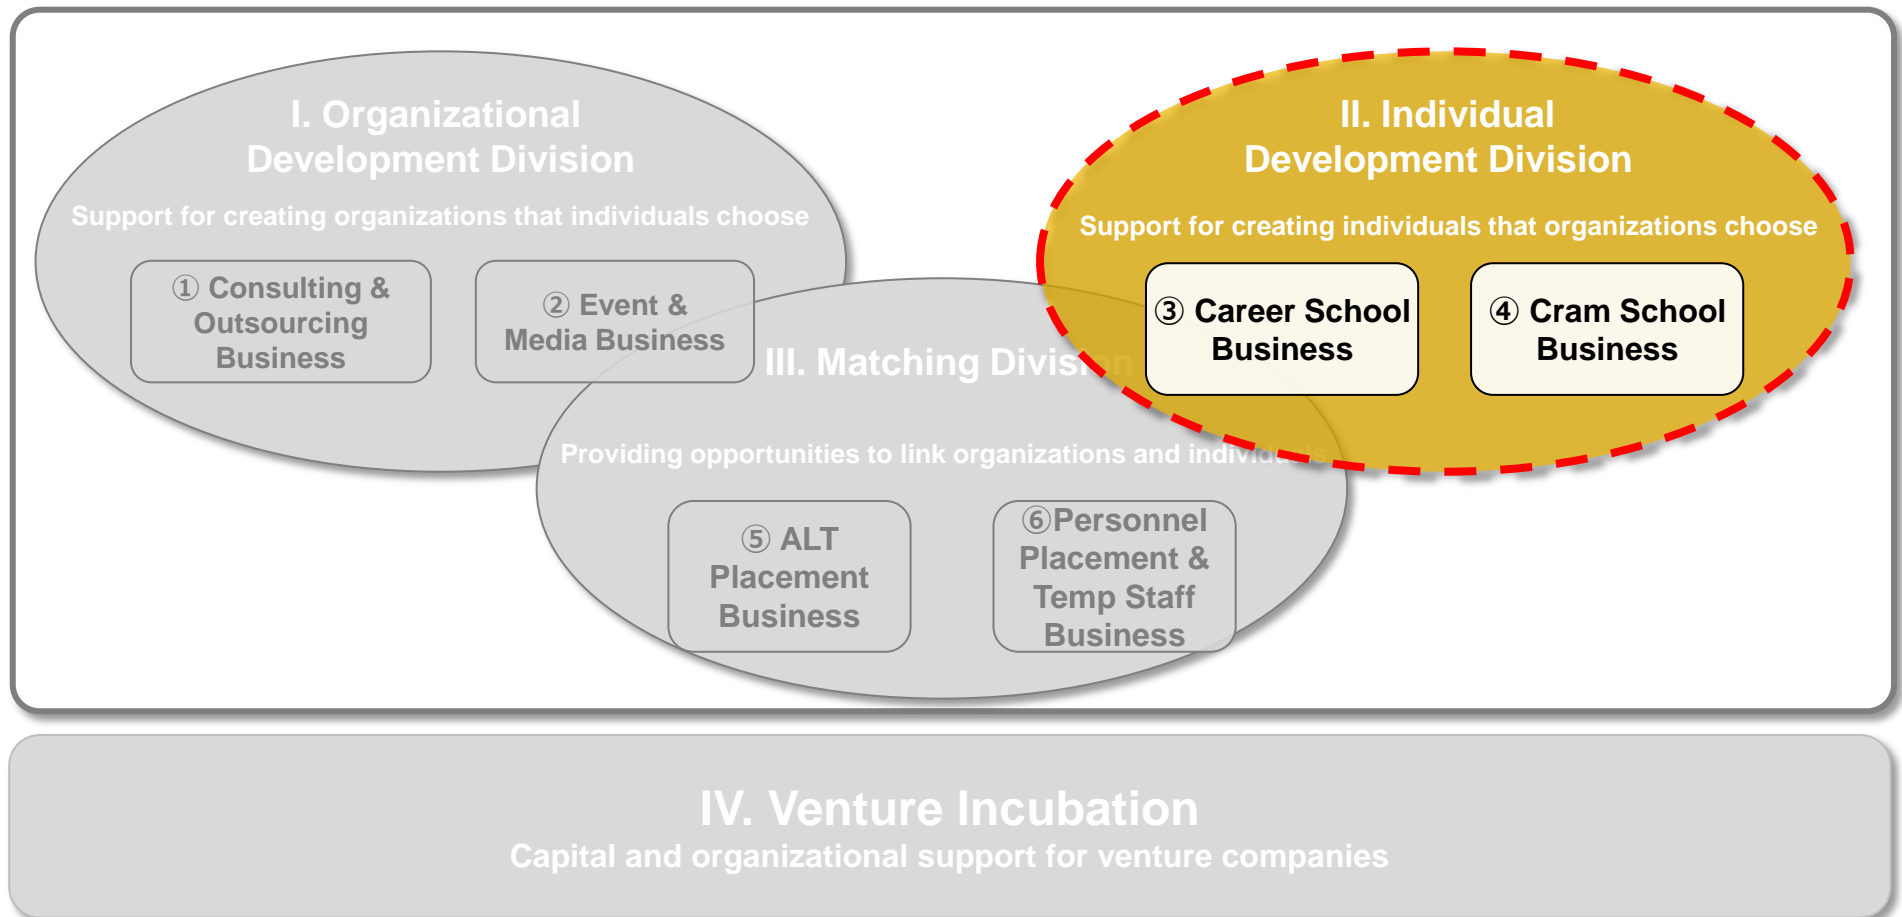 I. Organizational
Development Division
Support for creating organizations that individuals choose
① Consulting &
Outsourcing
Business
② Event &
Media Business
II. Individual
Development Division
Support for creating individuals that organizations choose
③ Career School
Business
④ Cram School
Business
III. Matching Division
Providing opportunities to link organizations and individuals
⑤ ALT
Placement
Business
⑥Personnel
Placement &
Temp Staff
Business
IV. Venture Incubation
Capital and organizational support for venture companies